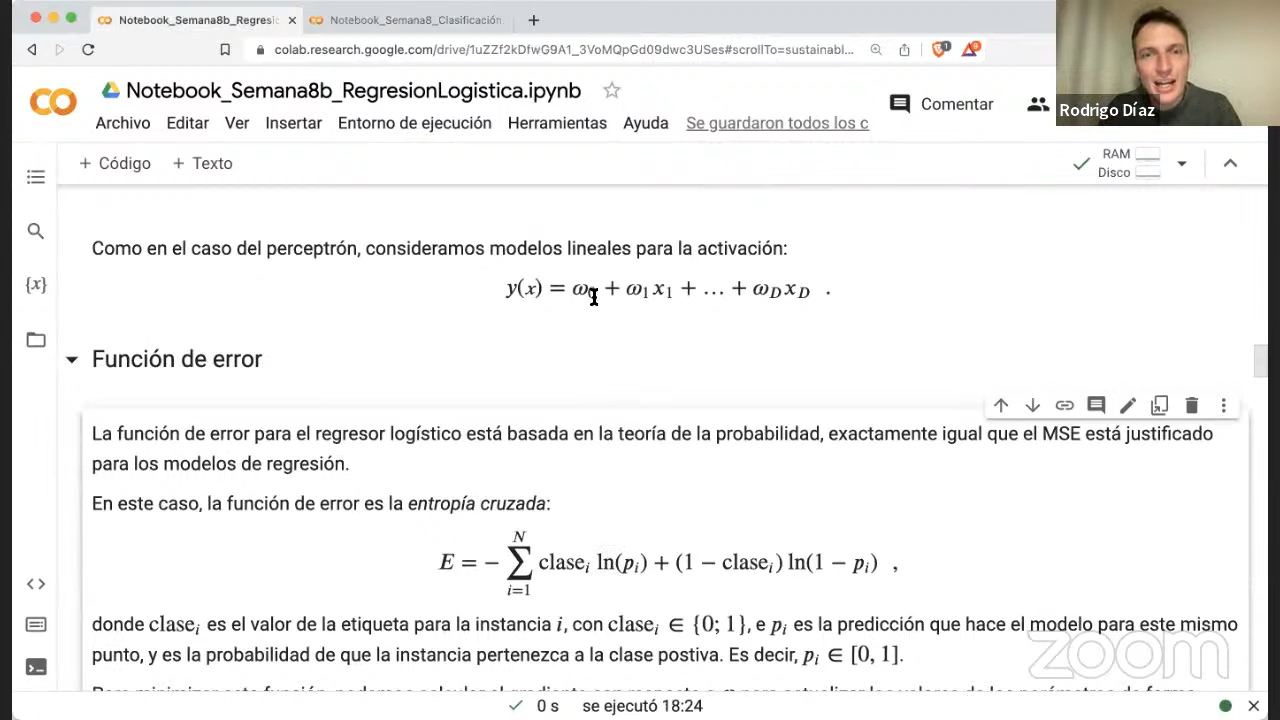 Notebook_Semana8b_Regresi
Notebook_Semana8_Clasificación
colab.research.google.com/drive/1uZZf2kDfwG9A1_3VoMQpGd09dwc3USes#scrollTo=sustainabl...
Rodrigo Díaz
Notebook_Semana8b_RegresionLogistica.ipynb
Comentar
Archivo Editar Ver Insertar Entorno de ejecución Herramientas Ayuda Se guardaron todos los c
+ Código + Texto
RAM
Disco
Como en el caso del perceptrón, consideramos modelos lineales para la activación:
y(x) = ω₀ + ω₁x₁ + … + ω_D x_D .
Función de error
La función de error para el regresor logístico está basada en la teoría de la probabilidad, exactamente igual que el MSE está justificado
para los modelos de regresión.
En este caso, la función de error es la entropía cruzada:
E = − ∑_{i=1}^{N} claseᵢ ln(pᵢ) + (1 − claseᵢ) ln(1 − pᵢ) ,
donde claseᵢ es el valor de la etiqueta para la instancia i, con claseᵢ ∈ {0; 1}, e pᵢ es la predicción que hace el modelo para este mismo
punto, y es la probabilidad de que la instancia pertenezca a la clase postiva. Es decir, pᵢ ∈ [0, 1].
zoom
0 s se ejecutó 18:24